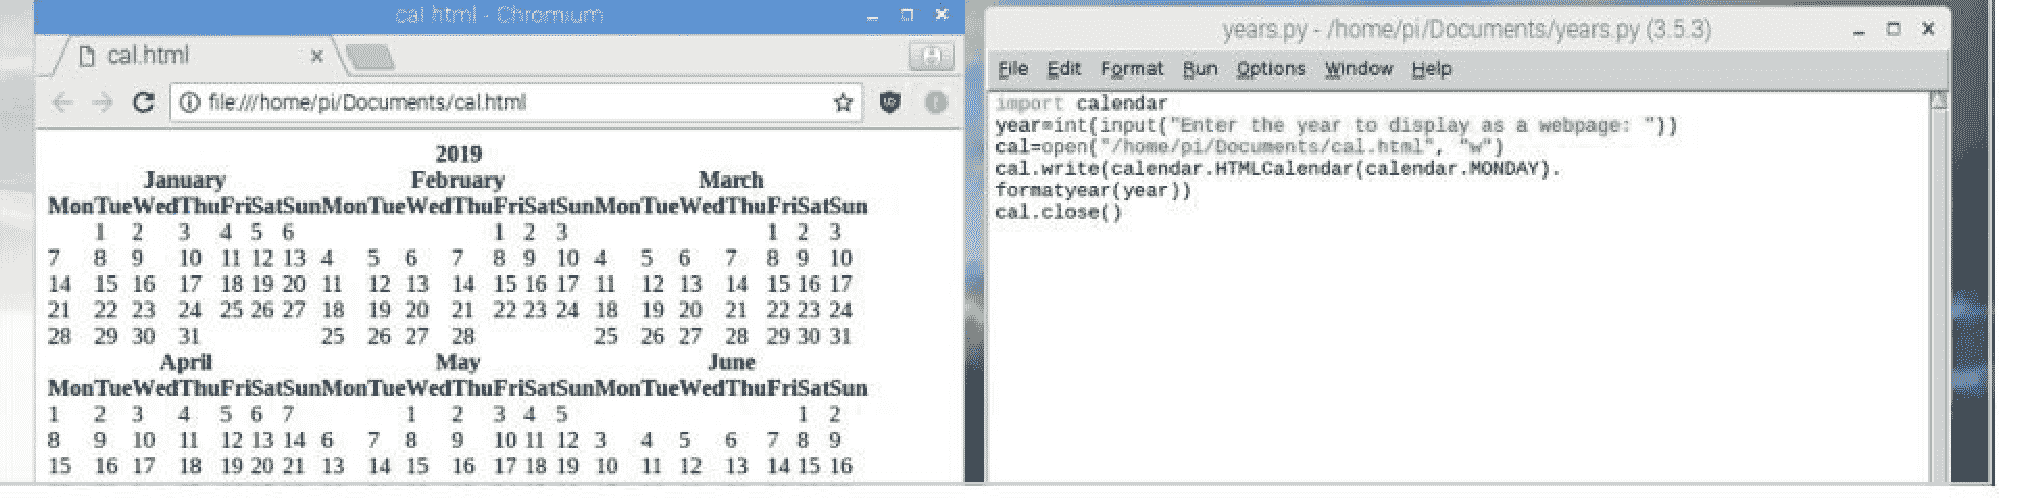 cal.html - Chromium
cal.html
file:///home/pi/Documents/cal.html
2019
January February March
MonTueWedThuFriSatSunMonTueWedThuFriSatSunMonTueWedThuFriSatSun
1 2 3 4 5 6 1 2 3 1 2 3
7 8 9 10 11 12 13 4 5 6 7 8 9 10 4 5 6 7 8 9 10
14 15 16 17 18 19 20 11 12 13 14 15 16 17 11 12 13 14 15 16 17
21 22 23 24 25 26 27 18 19 20 21 22 23 24 18 19 20 21 22 23 24
28 29 30 31 25 26 27 28 25 26 27 28 29 30 31
April May June
MonTueWedThuFriSatSunMonTueWedThuFriSatSunMonTueWedThuFriSatSun
1 2 3 4 5 6 7 1 2 3 4 5 1 2
8 9 10 11 12 13 14 6 7 8 9 10 11 12 3 4 5 6 7 8 9
15 16 17 18 19 20 21 13 14 15 16 17 18 19 10 11 12 13 14 15 16
years.py - /home/pi/Documents/years.py (3.5.3)
File Edit Format Run Options Window Help
import calendar
year=int(input("Enter the year to display as a webpage: "))
cal=open("/home/pi/Documents/cal.html", "w")
cal.write(calendar.HTMLCalendar(calendar.MONDAY).
formatyear(year))
cal.close()